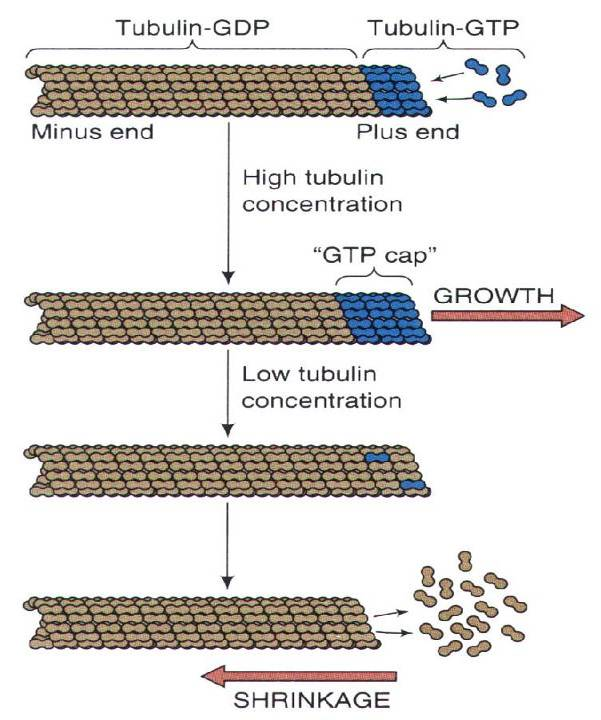 Tubulin-GDP
Tubulin-GTP
Minus end
Plus end
High tubulin
concentration
"GTP cap"
GROWTH
Low tubulin
concentration
SHRINKAGE